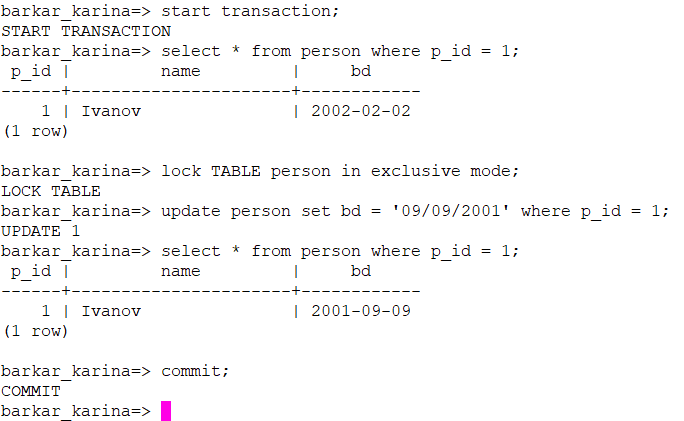 barkar_karina=> start transaction;
START TRANSACTION
barkar_karina=> select * from person where p_id = 1;
 p_id |         name         |     bd
------+----------------------+------------
    1 | Ivanov               | 2002-02-02
(1 row)

barkar_karina=> lock TABLE person in exclusive mode;
LOCK TABLE
barkar_karina=> update person set bd = '09/09/2001' where p_id = 1;
UPDATE 1
barkar_karina=> select * from person where p_id = 1;
 p_id |         name         |     bd
------+----------------------+------------
    1 | Ivanov               | 2001-09-09
(1 row)

barkar_karina=> commit;
COMMIT
barkar_karina=>